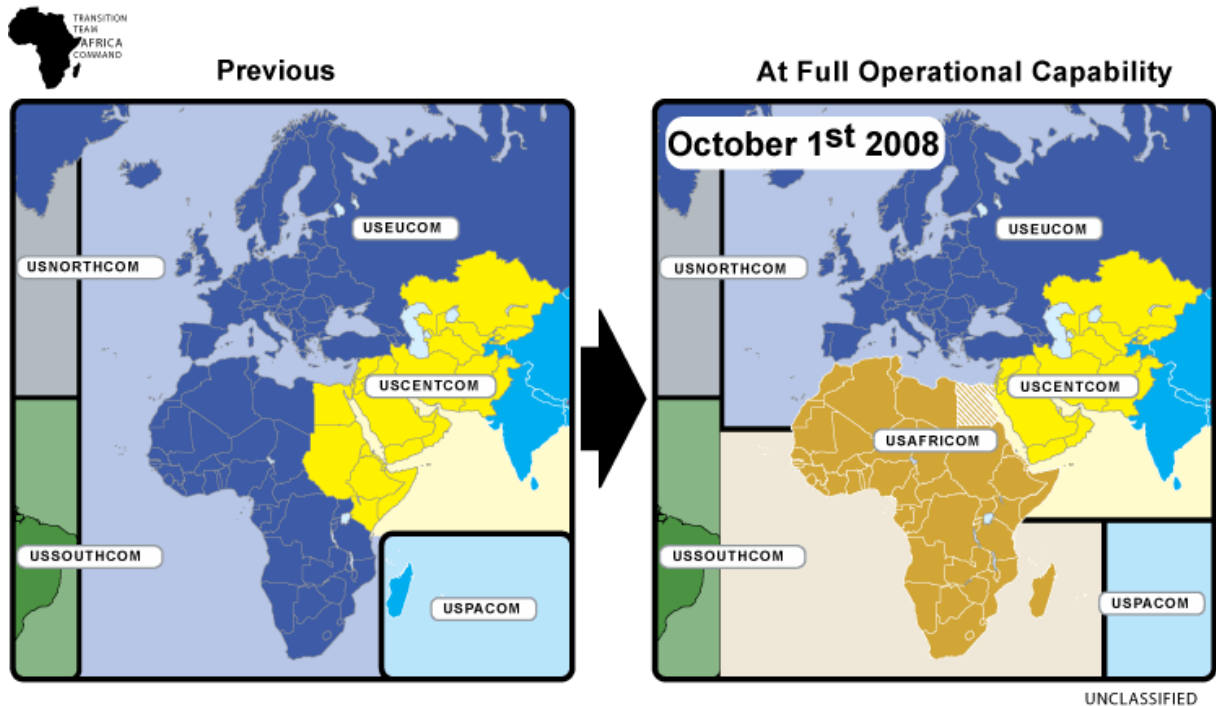 TRANSITION
TEAM
AFRICA
COMMAND
Previous
At Full Operational Capability
October 1st 2008
USEUCOM
USNORTHCOM
USCENTCOM
USSOUTHCOM
USPACOM
USEUCOM
USNORTHCOM
USCENTCOM
USAFRICOM
USSOUTHCOM
USPACOM
UNCLASSIFIED